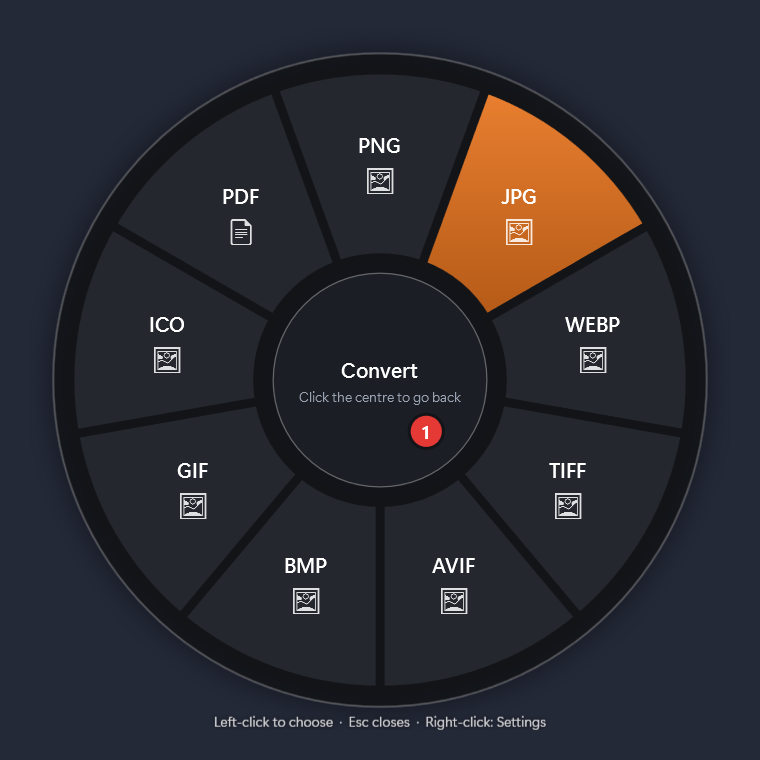 PNG
JPG
PDF
WEBP
ICO
Convert
Click the centre to go back
1
GIF
TIFF
BMP
AVIF
Left-click to choose · Esc closes · Right-click: Settings